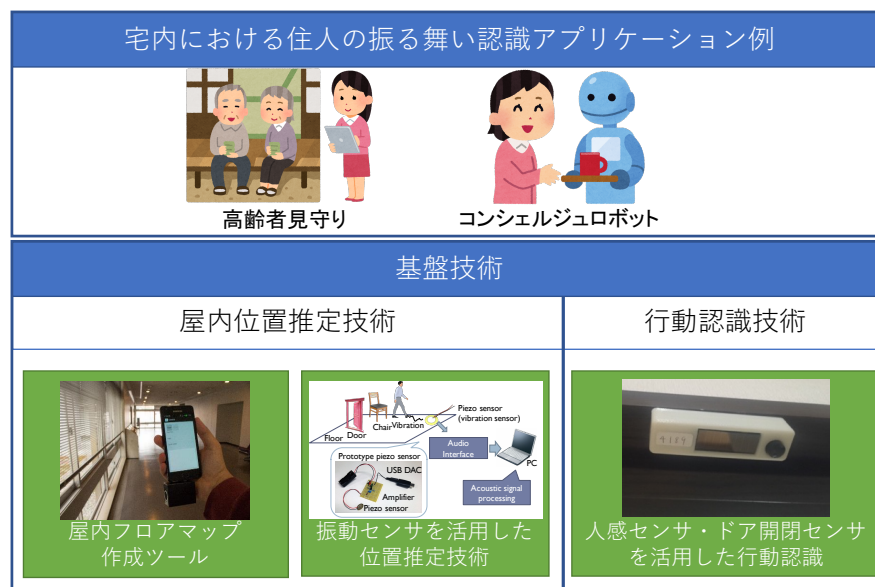 宅内における住人の振る舞い認識アプリケーション例
高齢者見守り
コンシェルジュロボット
基盤技術
屋内位置推定技術
行動認識技術
屋内フロアマップ
作成ツール
Floor
Door
Chair
Vibration
Piezo sensor
(vibration sensor)
Audio
Interface
PC
Prototype piezo sensor
USB DAC
Amplifier
Piezo sensor
Acoustic signal
processing
振動センサを活用した
位置推定技術
人感センサ・ドア開閉センサ
を活用した行動認識